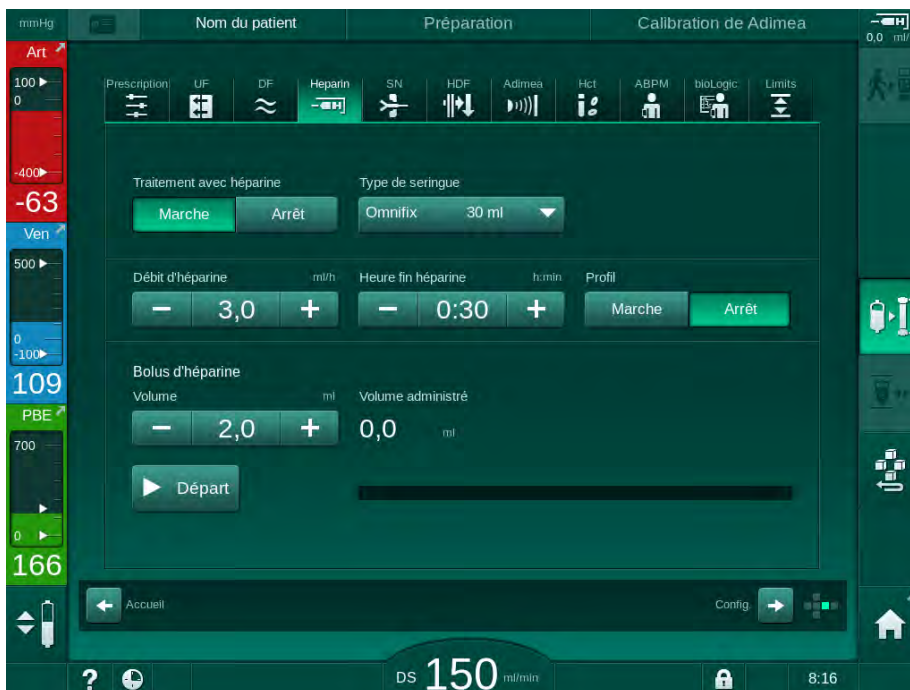 mmHg
Nom du patient
Préparation
Calibration de Adimea
0,0 ml/
Art
100
0
-400
-63
Ven
500
0
-100
109
PBE
700
0
166
Prescription UF DF Heparin SN HDF Adimea Hct ABPM bioLogic Limits
Traitement avec héparine Type de seringue
Marche Arrêt Omnifix 30 ml
Débit d'héparine ml/h Heure fin héparine h:min Profil
− 3,0 + − 0:30 + Marche Arrêt
Bolus d'héparine
Volume ml Volume administré
− 2,0 + 0,0 ml
Départ
Accueil Config.
? DS 150 ml/min 8:16